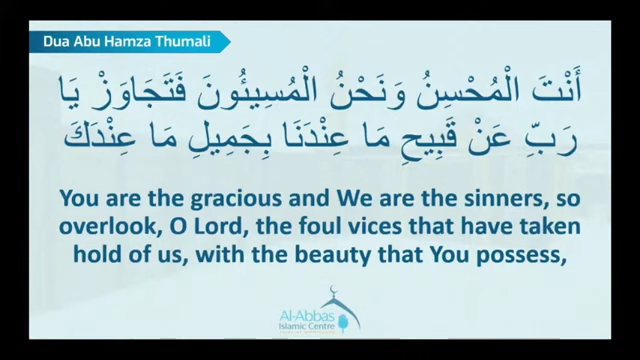 Dua Abu Hamza Thumali
أَنْتَ الْمُحْسِنُ وَنَحْنُ الْمُسِيئُونَ فَتَجَاوَزْ يَا
رَبِّ عَنْ قَبِيحِ مَا عِنْدَنَا بِجَمِيلِ مَا عِنْدَكَ
You are the gracious and We are the sinners, so
overlook, O Lord, the foul vices that have taken
hold of us, with the beauty that You possess,
Al-Abbas
Islamic Centre